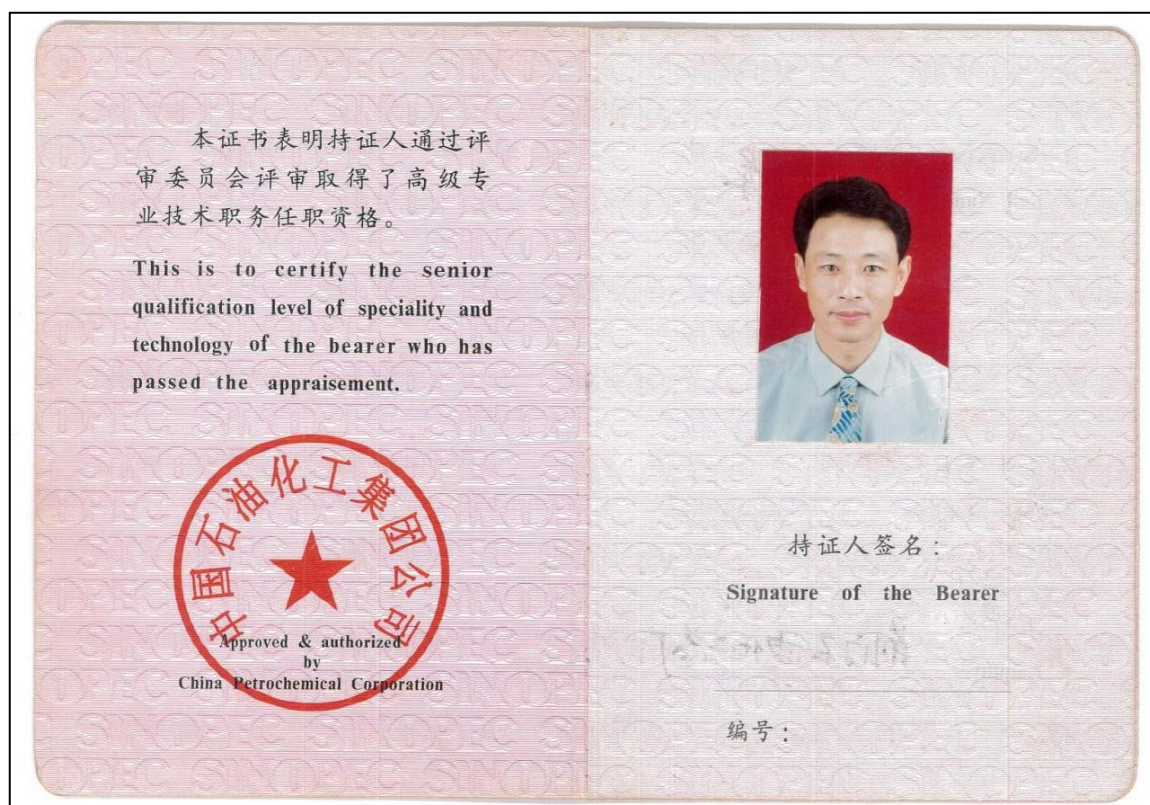 本证书表明持证人通过评
审委员会评审取得了高级专
业技术职务任职资格。
This is to certify the senior
qualification level of speciality and
technology of the bearer who has
passed the appraisement.
中国石油化工集团公司
Approved & authorized
by
China Petrochemical Corporation
持证人签名：
Signature of the Bearer
编号：